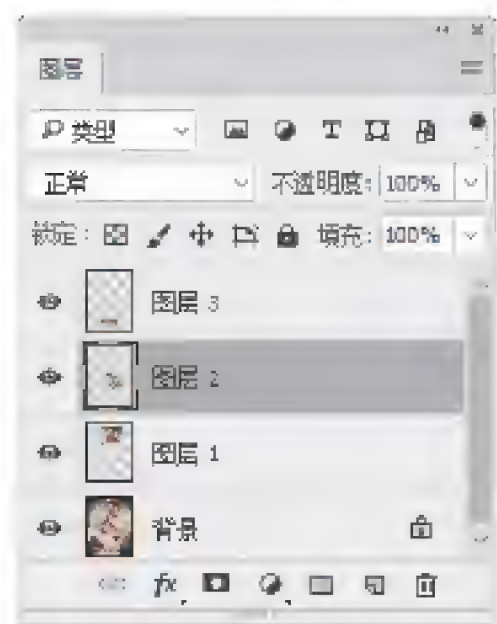 图层
类型
正常 不透明度: 100%
锁定: 填充: 100%
图层 3
图层 2
图层 1
背景
fx